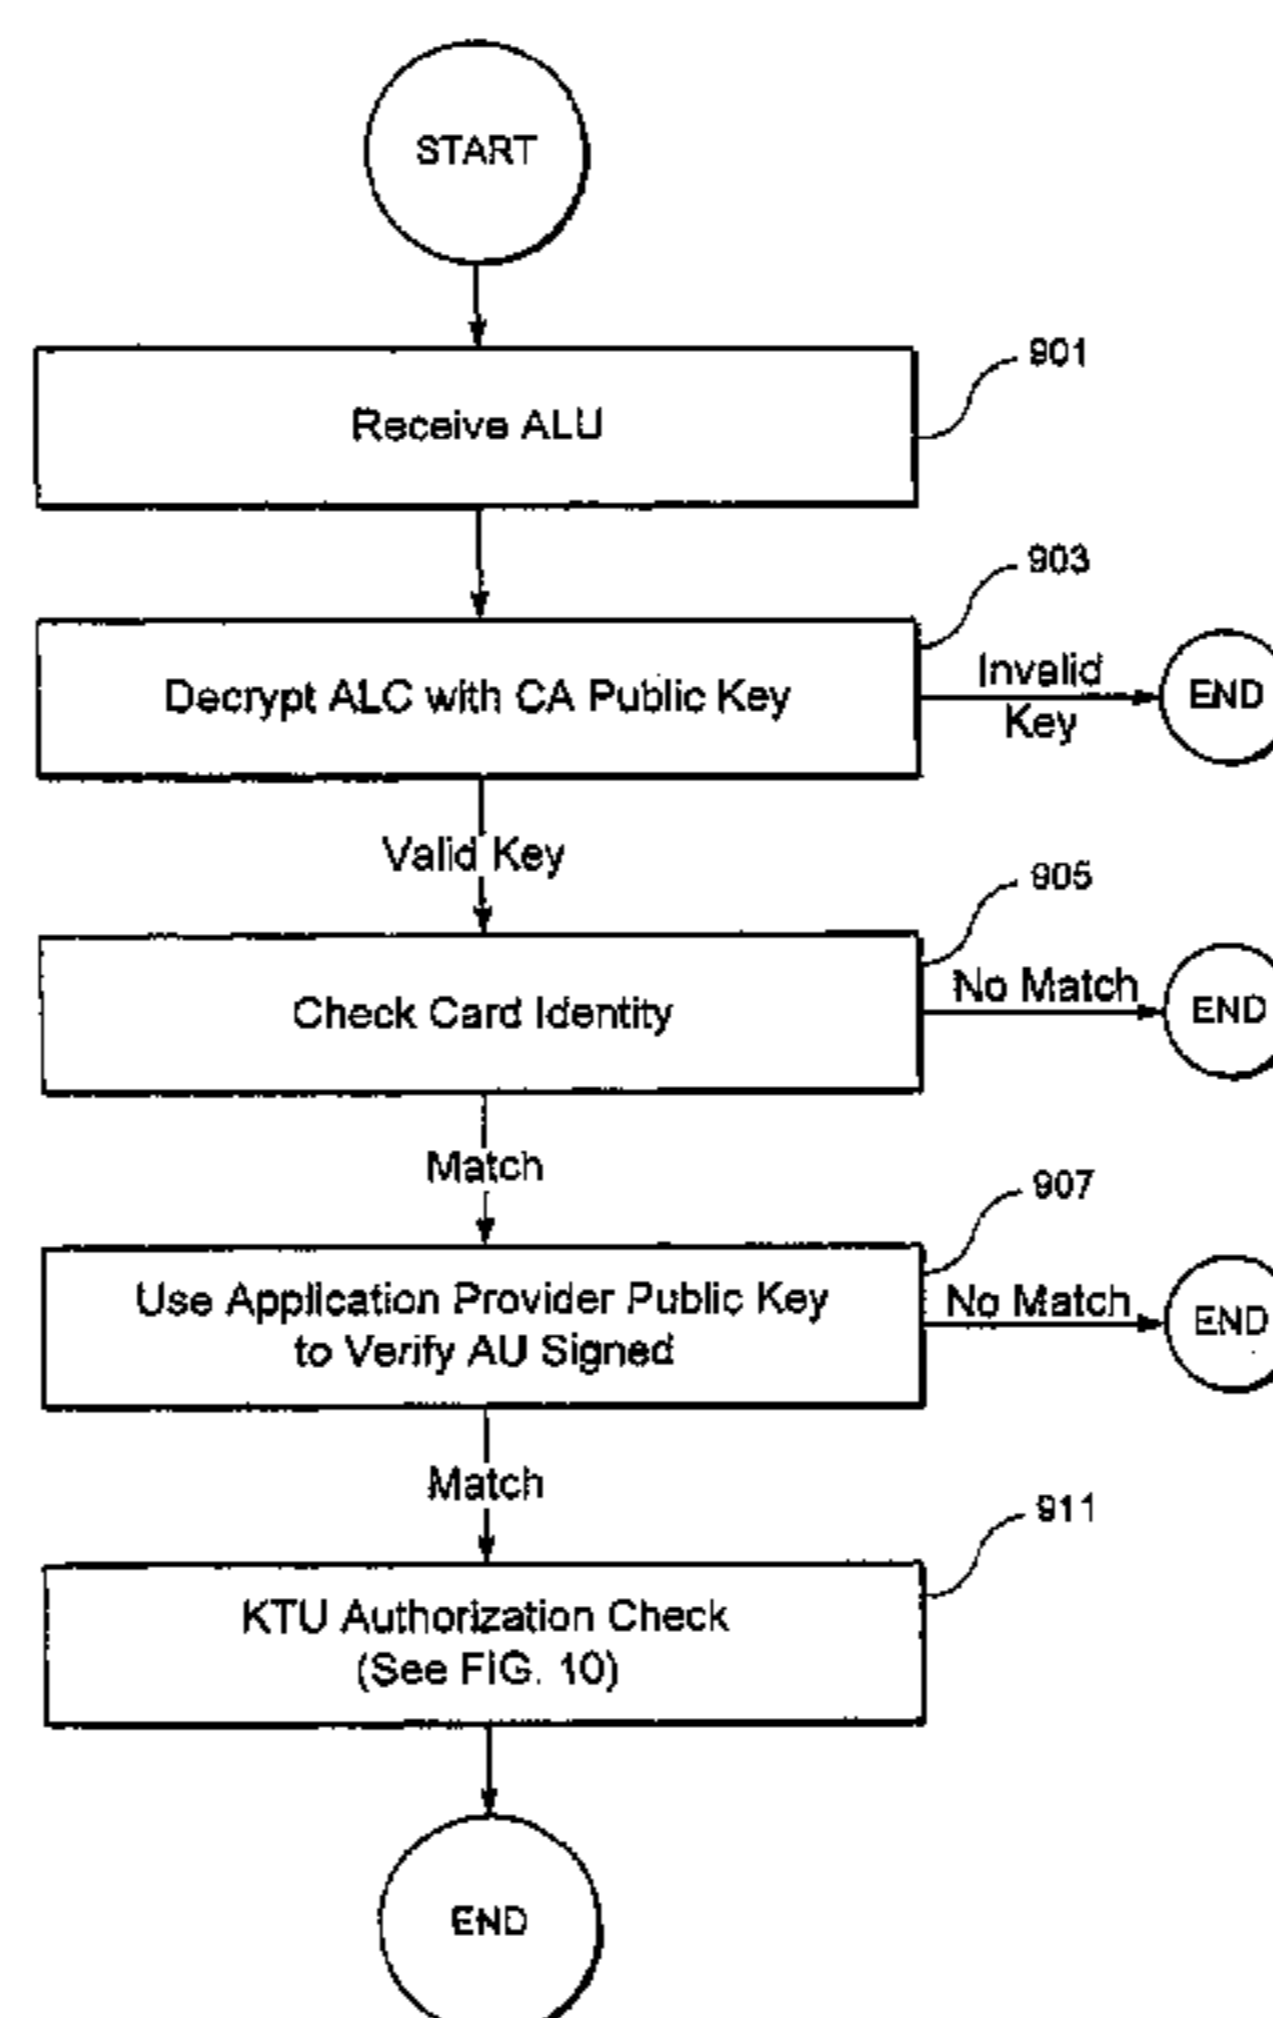 START
901
Receive ALU
903
Decrypt ALC with CA Public Key
Invalid
Key
END
Valid Key
905
Check Card Identity
No Match
END
Match
907
Use Application Provider Public Key
to Verify AU Signed
No Match
END
Match
911
KTU Authorization Check
(See FIG. 10)
END